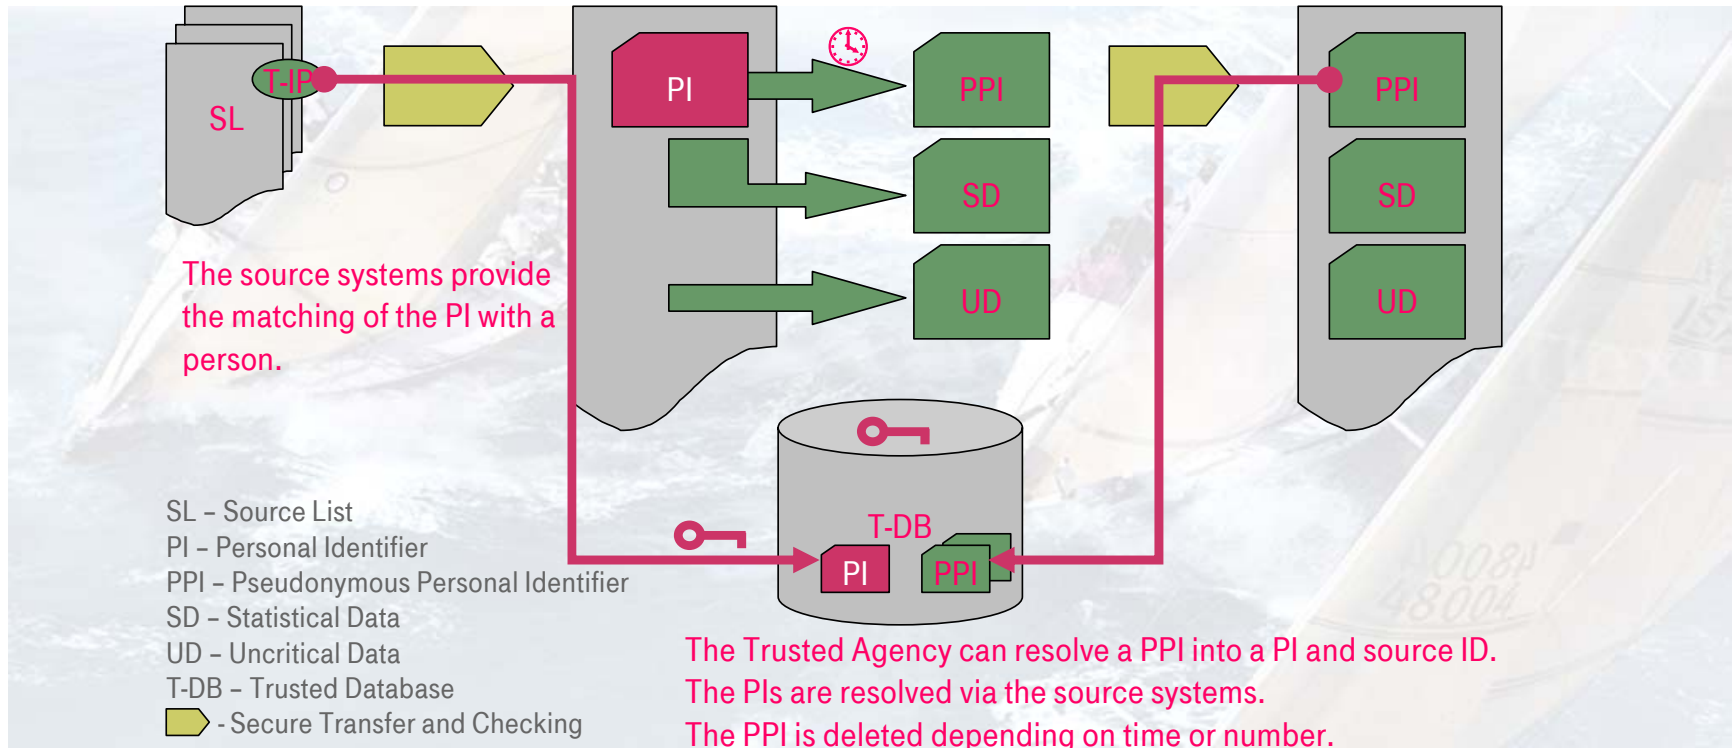 T-IP
SL
PI
PPI
PPI
SD
SD
UD
UD
The source systems provide
the matching of the PI with a
person.
T-DB
PI
PPI
SL – Source List
PI – Personal Identifier
PPI – Pseudonymous Personal Identifier
SD – Statistical Data
UD – Uncritical Data
T-DB – Trusted Database
- Secure Transfer and Checking
The Trusted Agency can resolve a PPI into a PI and source ID.
The PIs are resolved via the source systems.
The PPI is deleted depending on time or number.
48004